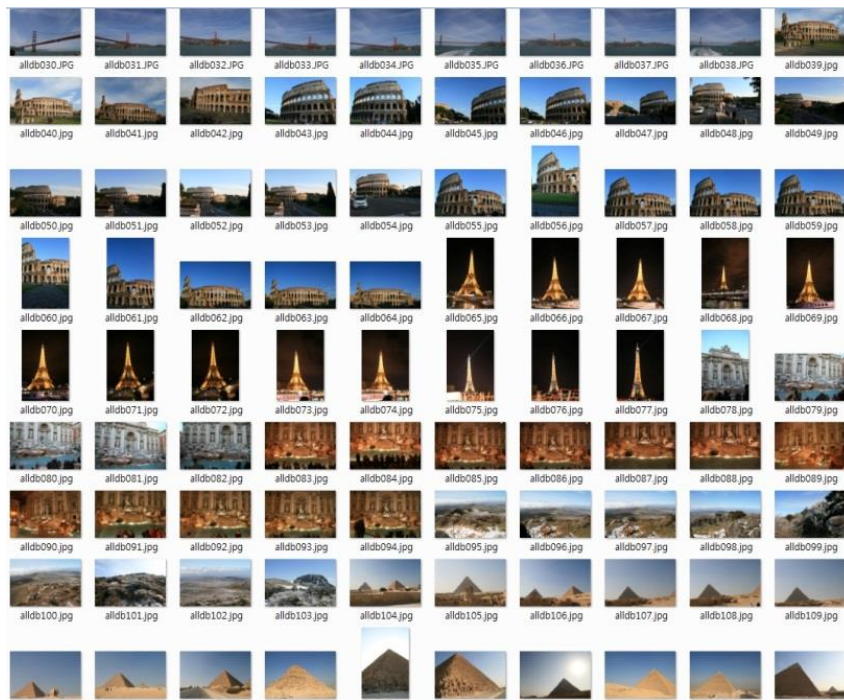 alldb030.JPG alldb031.JPG alldb032.JPG alldb033.JPG alldb034.JPG alldb035.JPG alldb036.JPG alldb037.JPG alldb038.JPG alldb039.jpg
alldb040.jpg alldb041.jpg alldb042.jpg alldb043.jpg alldb044.jpg alldb045.jpg alldb046.jpg alldb047.jpg alldb048.jpg alldb049.jpg
alldb050.jpg alldb051.jpg alldb052.jpg alldb053.jpg alldb054.jpg alldb055.jpg alldb056.jpg alldb057.jpg alldb058.jpg alldb059.jpg
alldb060.jpg alldb061.jpg alldb062.jpg alldb063.jpg alldb064.jpg alldb065.jpg alldb066.jpg alldb067.jpg alldb068.jpg alldb069.jpg
alldb070.jpg alldb071.jpg alldb072.jpg alldb073.jpg alldb074.jpg alldb075.jpg alldb076.jpg alldb077.jpg alldb078.jpg alldb079.jpg
alldb080.jpg alldb081.jpg alldb082.jpg alldb083.jpg alldb084.jpg alldb085.jpg alldb086.jpg alldb087.jpg alldb088.jpg alldb089.jpg
alldb090.jpg alldb091.jpg alldb092.jpg alldb093.jpg alldb094.jpg alldb095.jpg alldb096.jpg alldb097.jpg alldb098.jpg alldb099.jpg
alldb100.jpg alldb101.jpg alldb102.jpg alldb103.jpg alldb104.jpg alldb105.jpg alldb106.jpg alldb107.jpg alldb108.jpg alldb109.jpg